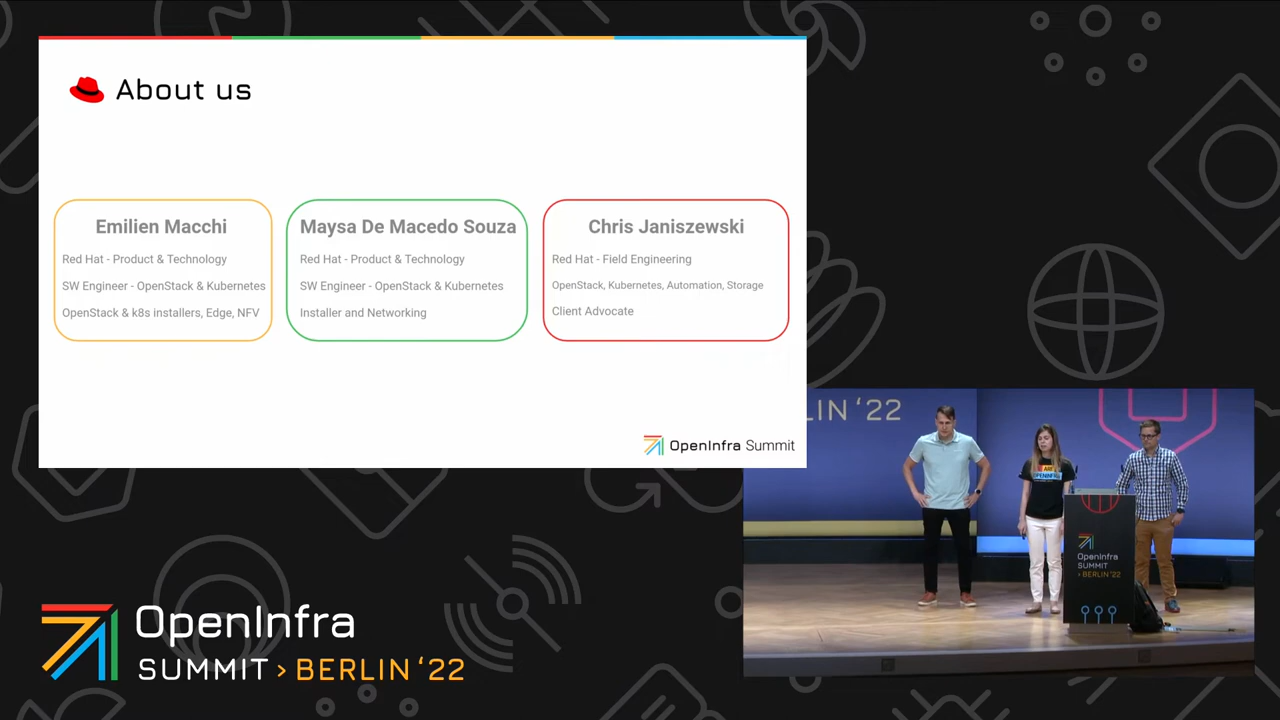 About us
Emilien Macchi
Red Hat - Product & Technology
SW Engineer - OpenStack & Kubernetes
OpenStack & k8s installers, Edge, NFV
Maysa De Macedo Souza
Red Hat - Product & Technology
SW Engineer - OpenStack & Kubernetes
Installer and Networking
Chris Janiszewski
Red Hat - Field Engineering
OpenStack, Kubernetes, Automation, Storage
Client Advocate
OpenInfra Summit
LIN ‘22
OpenInfra
SUMMIT
› BERLIN ‘22
OpenInfra
SUMMIT › BERLIN ‘22